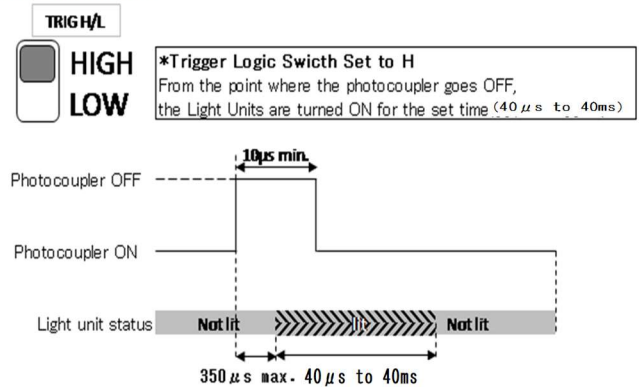 TRIG H/L
HIGH
LOW
*Trigger Logic Swicth Set to H
From the point where the photocoupler goes OFF,
the Light Units are turned ON for the set time (40μs to 40ms)
10μs min.
Photocoupler OFF
Photocoupler ON
Light unit status Not lit lit Not lit
350μs max. 40μs to 40ms